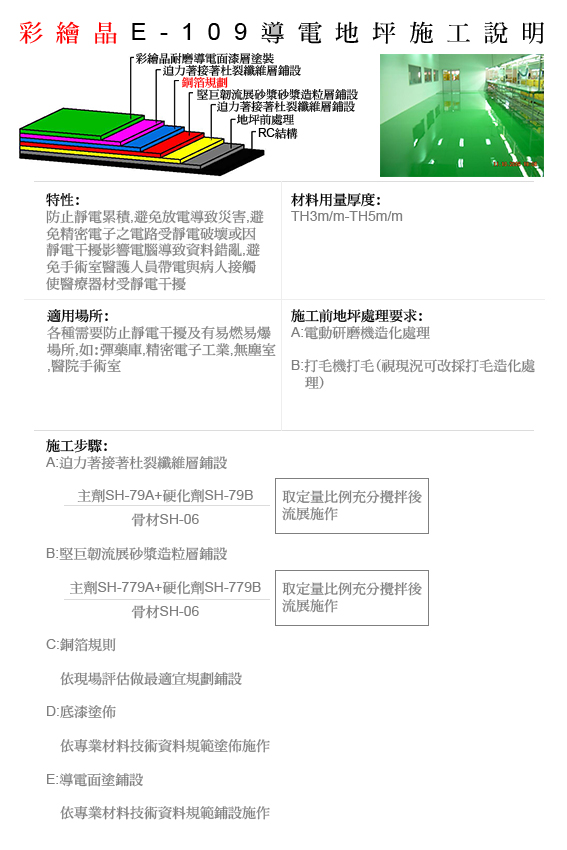 彩繪晶E-109導電地坪施工說明
彩繪晶耐磨導電面漆層塗裝
迫力著接著杜裂纖維層鋪設
銅箔規劃
堅巨韌流展砂漿砂漿造粒層鋪設
迫力著接著杜裂纖維層鋪設
地坪前處理
RC結構
特性:
防止靜電累積,避免放電導致災害,避
免精密電子之電路受靜電破壞或因
靜電干擾影響電腦導致資料錯亂,避
免手術室醫護人員帶電與病人接觸
使醫療器材受靜電干擾
材料用量厚度:
TH3m/m-TH5m/m
適用場所:
各種需要防止靜電干擾及有易燃易爆
場所,如:彈藥庫,精密電子工業,無塵室
,醫院手術室
施工前地坪處理要求:
A:電動研磨機造化處理
B:打毛機打毛(視現況可改採打毛造化處
理)
施工步驟:
A:迫力著接著杜裂纖維層鋪設
主劑SH-79A+硬化劑SH-79B
骨材SH-06
取定量比例充分攪拌後
流展施作
B:堅巨韌流展砂漿造粒層鋪設
主劑SH-779A+硬化劑SH-779B
骨材SH-06
取定量比例充分攪拌後
流展施作
C:銅箔規則
依現場評估做最適宜規劃鋪設
D:底漆塗佈
依專業材料技術資料規範塗佈施作
E:導電面塗鋪設
依專業材料技術資料規範鋪設施作